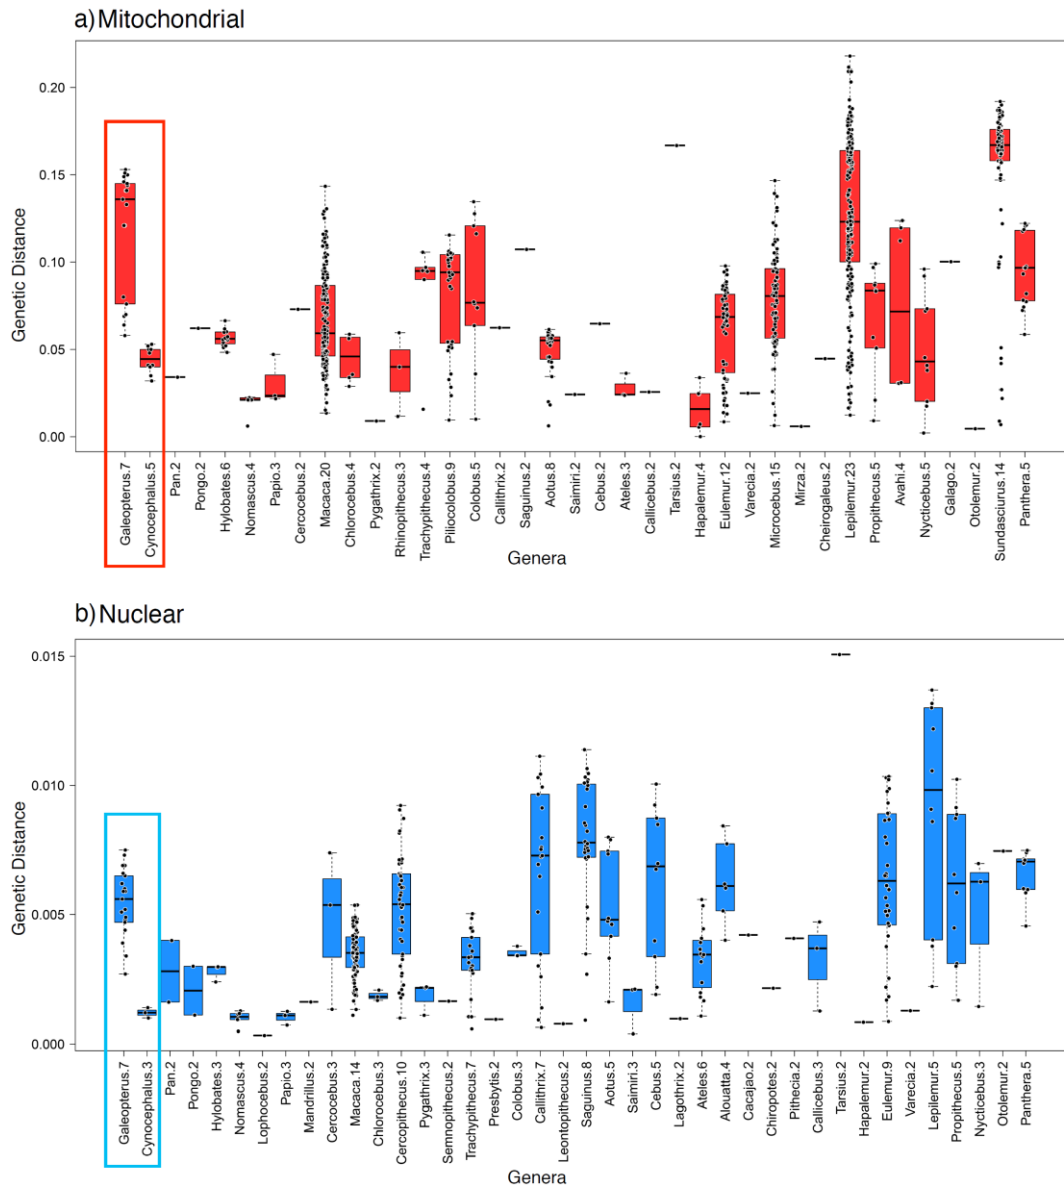 a) Mitochondrial
Genetic Distance
0.20
0.15
0.10
0.05
0.00
Galeopterus.7
Cynocephalus.5
Pan.2
Pongo.2
Hylobates.6
Nomascus.4
Papio.3
Cercocebus.2
Macaca.20
Chlorocebus.4
Pygathrix.2
Rhinopithecus.3
Trachypithecus.4
Piliocolobus.9
Colobus.5
Callithrix.2
Saguinus.2
Aotus.8
Saimiri.2
Cebus.2
Ateles.3
Callicebus.2
Tarsius.2
Hapalemur.4
Eulemur.12
Varecia.2
Microcebus.15
Mirza.2
Cheirogaleus.2
Lepilemur.23
Propithecus.5
Avahi.4
Nycticebus.5
Galago.2
Otolemur.2
Sundasciurus.14
Panthera.5
Genera
b) Nuclear
Genetic Distance
0.015
0.010
0.005
0.000
Galeopterus.7
Cynocephalus.3
Pan.2
Pongo.2
Hylobates.3
Nomascus.4
Lophocebus.2
Papio.3
Mandrillus.2
Cercocebus.3
Macaca.14
Chlorocebus.3
Cercopithecus.10
Pygathrix.3
Semnopithecus.2
Trachypithecus.7
Presbytis.2
Colobus.3
Callithrix.7
Leontopithecus.2
Saguinus.8
Aotus.5
Saimiri.3
Cebus.5
Lagothrix.2
Ateles.6
Alouatta.4
Cacajao.2
Chiropotes.2
Pithecia.2
Callicebus.3
Tarsius.2
Hapalemur.2
Eulemur.9
Varecia.2
Lepilemur.5
Propithecus.5
Nycticebus.3
Otolemur.2
Panthera.5
Genera